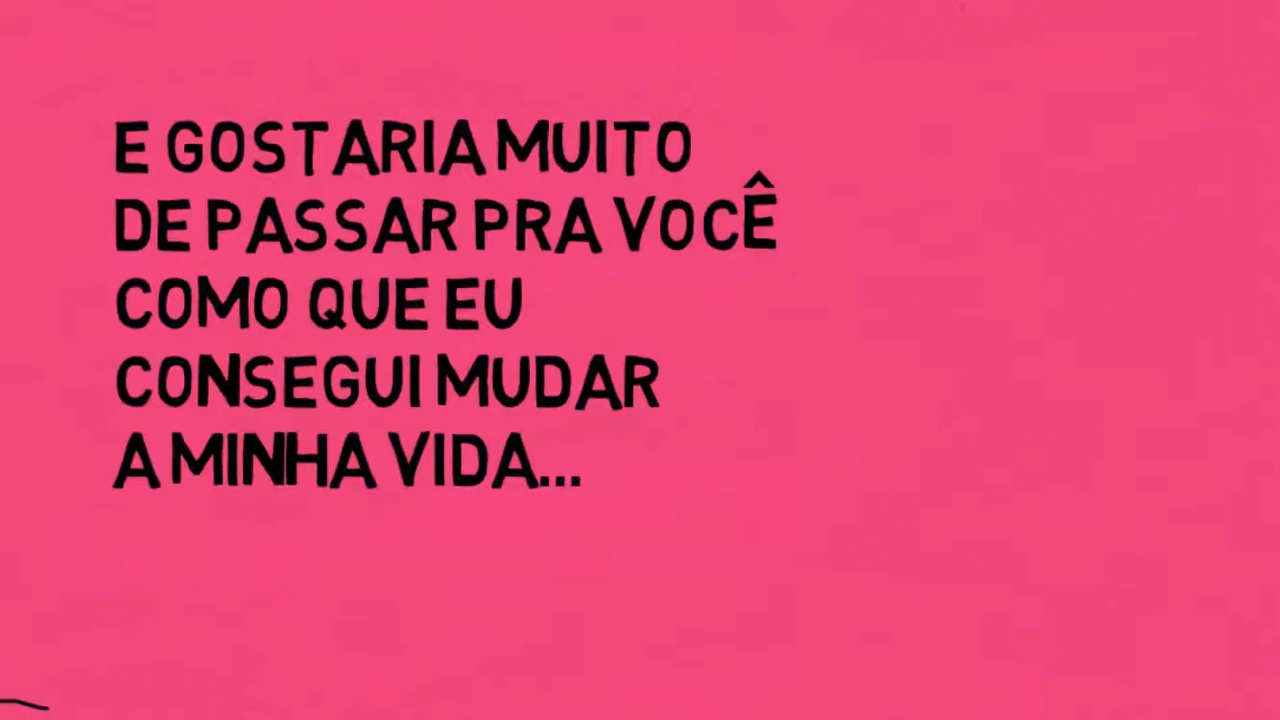 E GOSTARIA MUITO
DE PASSAR PRA VOCÊ
COMO QUE EU
CONSEGUI MUDAR
A MINHA VIDA...